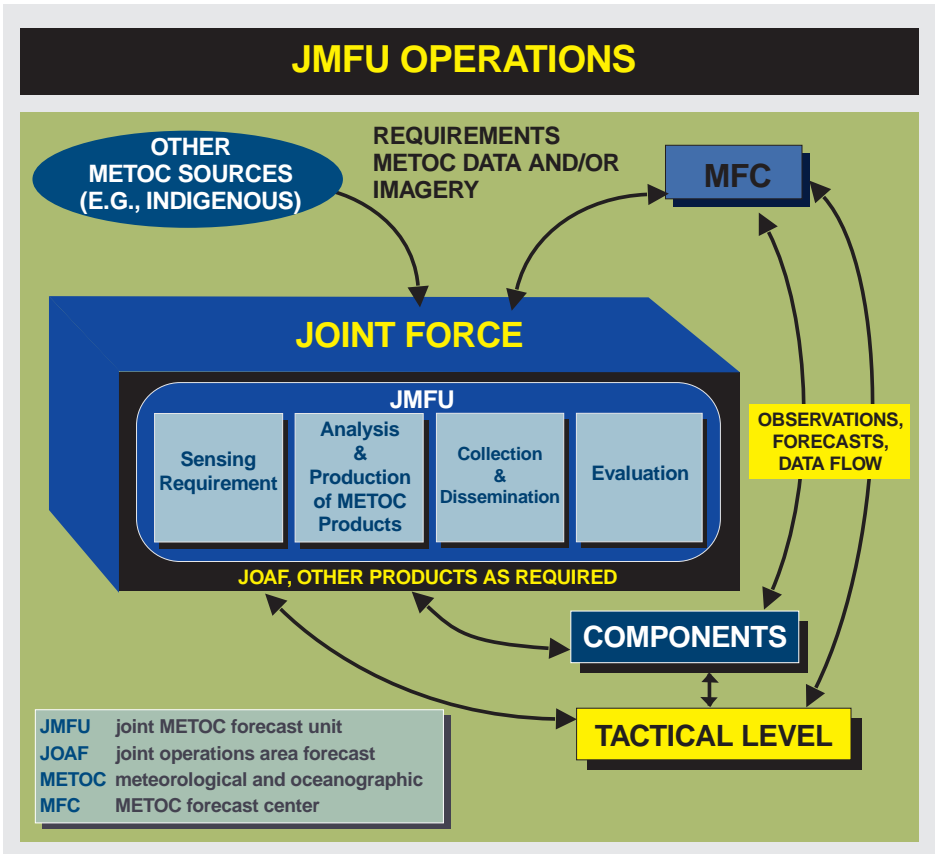 JMFU OPERATIONS
OTHER
METOC SOURCES
(E.G., INDIGENOUS)
REQUIREMENTS
METOC DATA AND/OR
IMAGERY
MFC
JOINT FORCE
JMFU
Sensing
Requirement
Analysis
&
Production
of METOC
Products
Collection
&
Dissemination
Evaluation
OBSERVATIONS,
FORECASTS,
DATA FLOW
JOAF, OTHER PRODUCTS AS REQUIRED
COMPONENTS
TACTICAL LEVEL
JMFU joint METOC forecast unit
JOAF joint operations area forecast
METOC meteorological and oceanographic
MFC METOC forecast center